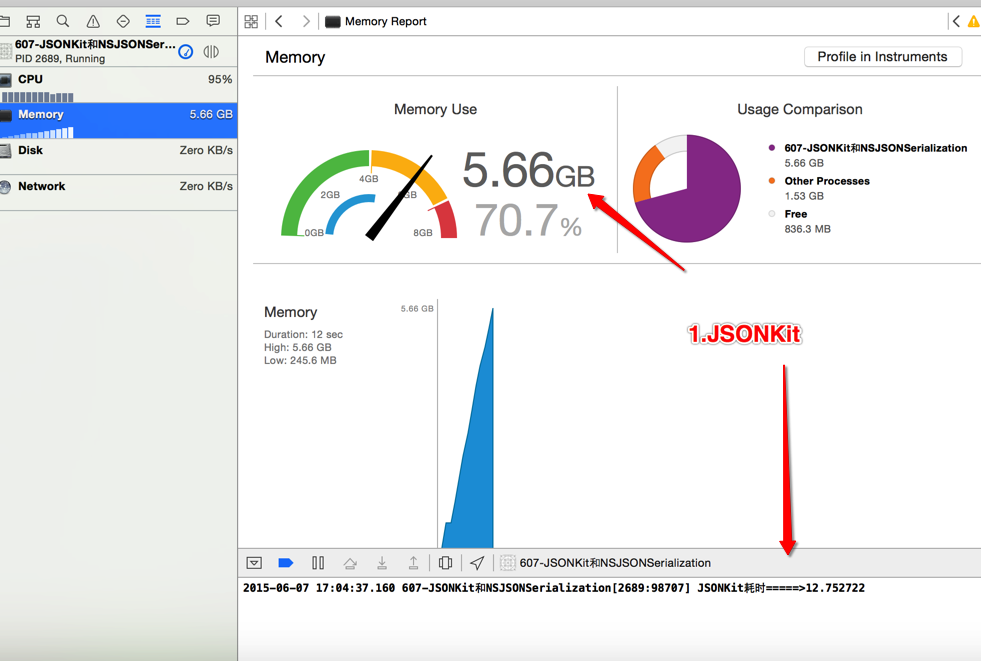 Memory Report
607-JSONKit和NSJSONSer...
PID 2689, Running
CPU 95%
Memory 5.66 GB
Disk Zero KB/s
Network Zero KB/s
Memory
Profile in Instruments
Memory Use
0GB
2GB
4GB
8GB
5.66GB
70.7%
Usage Comparison
607-JSONKit和NSJSONSerialization
5.66 GB
Other Processes
1.53 GB
Free
836.3 MB
Memory
Duration: 12 sec
High: 5.66 GB
Low: 245.6 MB
5.66 GB
1.JSONKit
607-JSONKit和NSJSONSerialization
2015-06-07 17:04:37.160 607-JSONKit和NSJSONSerialization[2689:98707] JSONKit耗时=====>12.752722